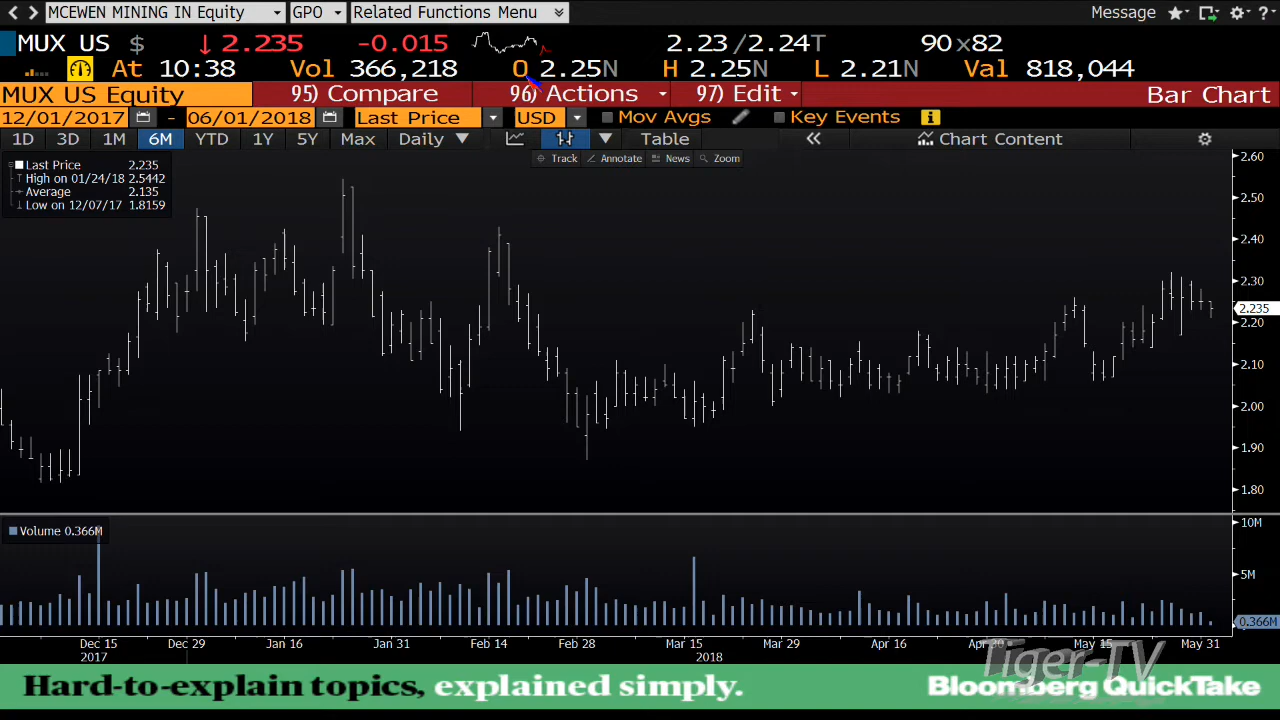 MCEWEN MINING IN Equity GPO Related Functions Menu Message ?
MUX US $ ↓ 2.235 -0.015 2.23 /2.24T 90 x 82
At 10:38 Vol 366,218 O 2.25N H 2.25N L 2.21N Val 818,044
MUX US Equity 95) Compare 96) Actions 97) Edit Bar Chart
12/01/2017 - 06/01/2018 Last Price USD Mov Avgs Key Events i
1D 3D 1M 6M YTD 1Y 5Y Max Daily ▼ Table « Chart Content
Track Annotate News Zoom
Last Price 2.235
High on 01/24/18 2.5442
Average 2.135
Low on 12/07/17 1.8159
2.60
2.50
2.40
2.30
2.235
2.20
2.10
2.00
1.90
1.80
Volume 0.366M
10M
5M
0.366M
Dec 15 Dec 29 Jan 16 Jan 31 Feb 14 Feb 28 Mar 15 Mar 29 Apr 16 Apr 30 May 15 May 31
2017 2018
Tiger-TV
Hard-to-explain topics, explained simply. Bloomberg QuickTake